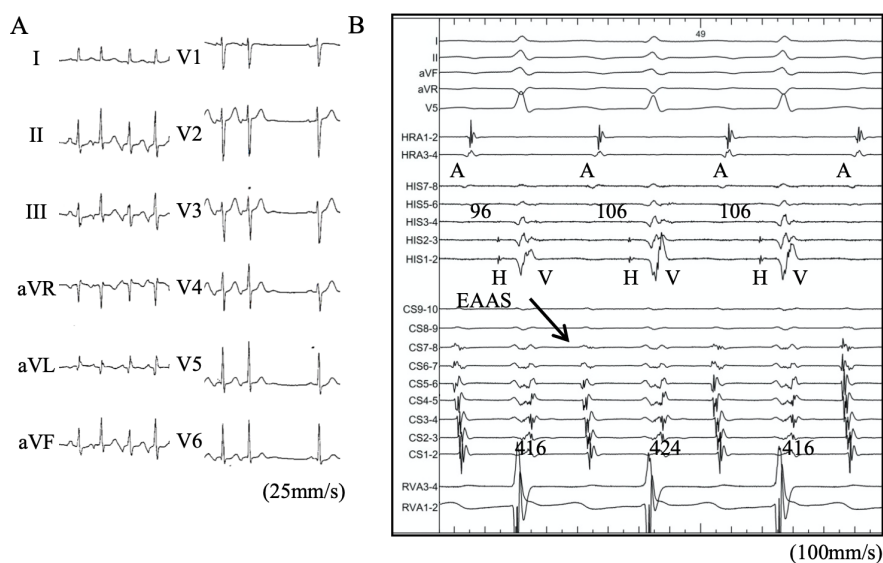 A
I V1
II V2
III V3
aVR V4
aVL V5
aVF V6
(25mm/s)
B
49
I
II
aVF
aVR
V5
HRA1-2
HRA3-4
A A A A
HIS7-8
HIS5-6
96 106 106
HIS3-4
HIS2-3
HIS1-2
H V H V H V
EAAS
CS9-10
CS8-9
CS7-8
CS6-7
CS5-6
CS4-5
CS3-4
CS2-3
416 424 416
CS1-2
RVA3-4
RVA1-2
(100mm/s)